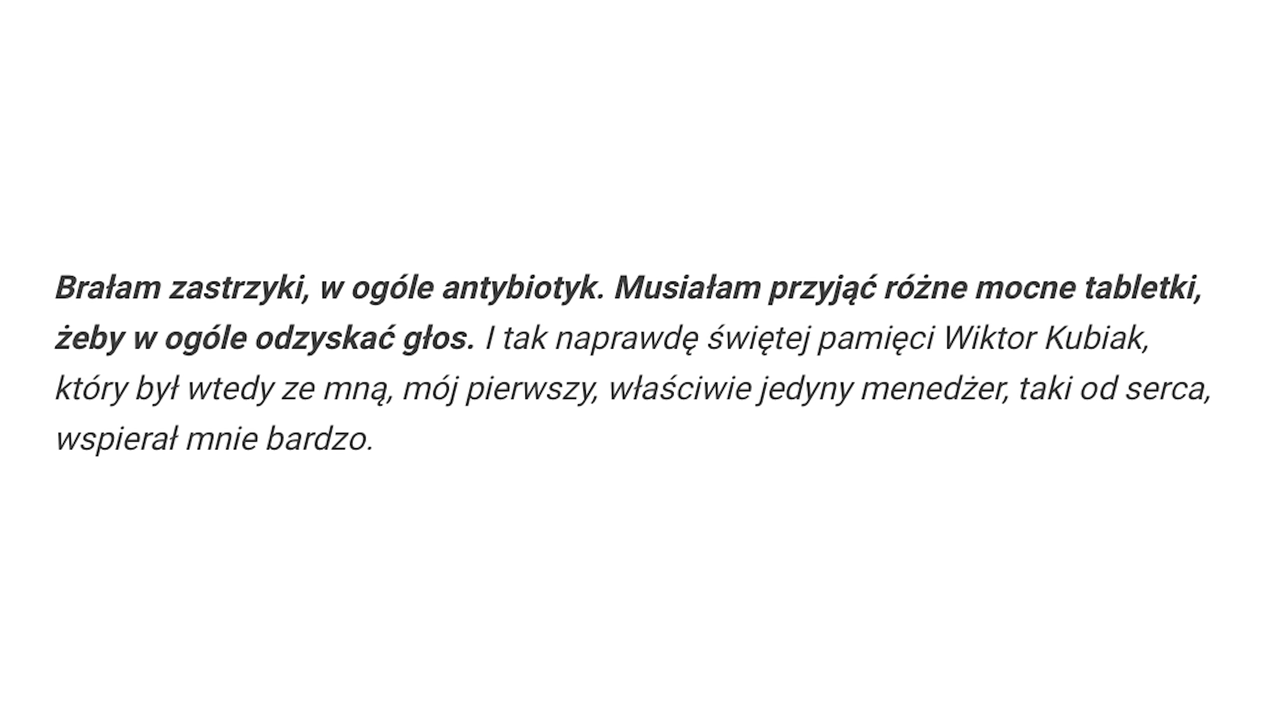 Brałam zastrzyki, w ogóle antybiotyk. Musiałam przyjąć różne mocne tabletki,
żeby w ogóle odzyskać głos. I tak naprawdę świętej pamięci Wiktor Kubiak,
który był wtedy ze mną, mój pierwszy, właściwie jedyny menedżer, taki od serca,
wspierał mnie bardzo.